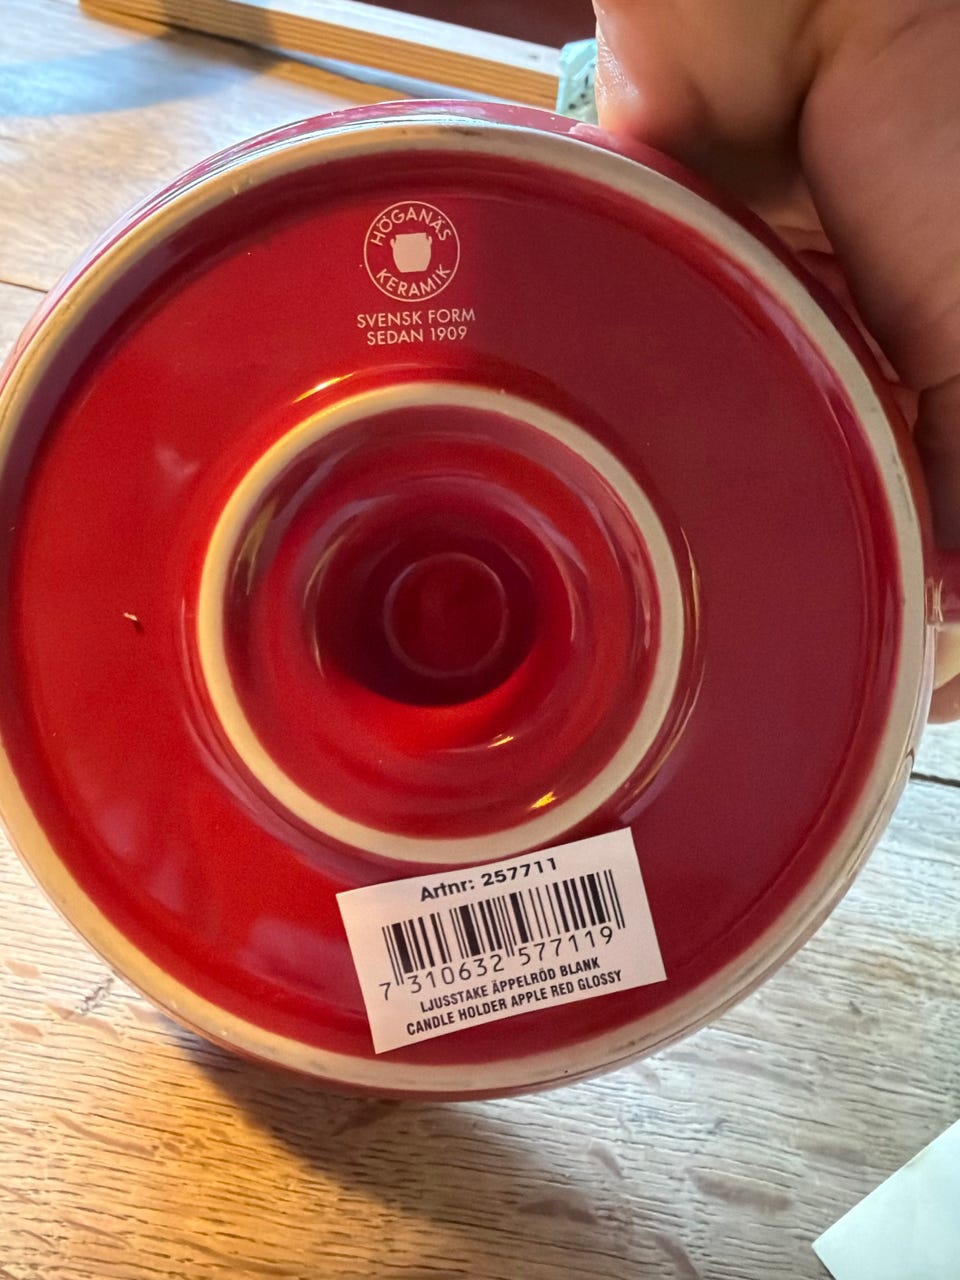 HÖGANÄS
KERAMIK
SVENSK FORM
SEDAN 1909
Artnr: 257711
7 310632 577119
LJUSSTAKE ÄPPELRÖD BLANK
CANDLE HOLDER APPLE RED GLOSSY